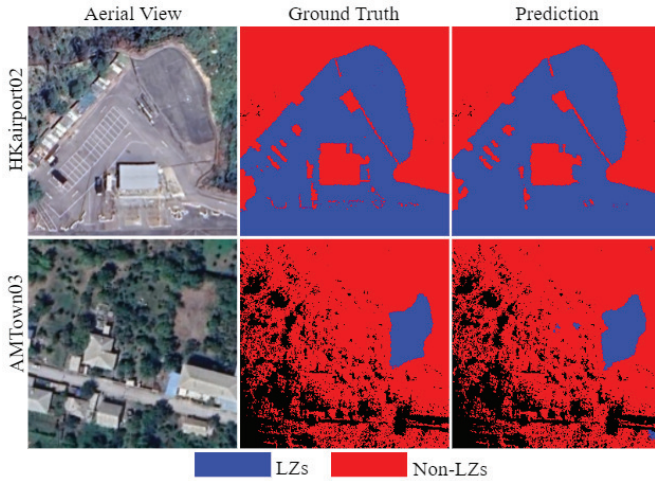 Aerial View Ground Truth Prediction
HKairport02
AMTown03
LZs Non-LZs